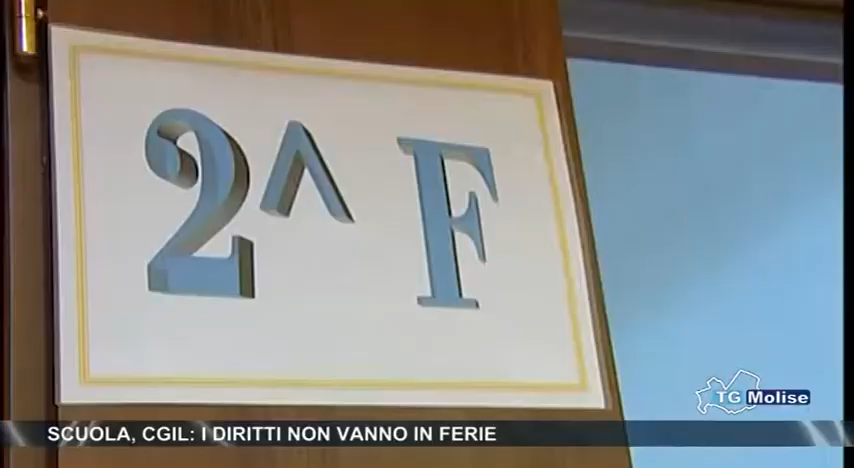 2^ F
TG Molise
SCUOLA, CGIL: I DIRITTI NON VANNO IN FERIE